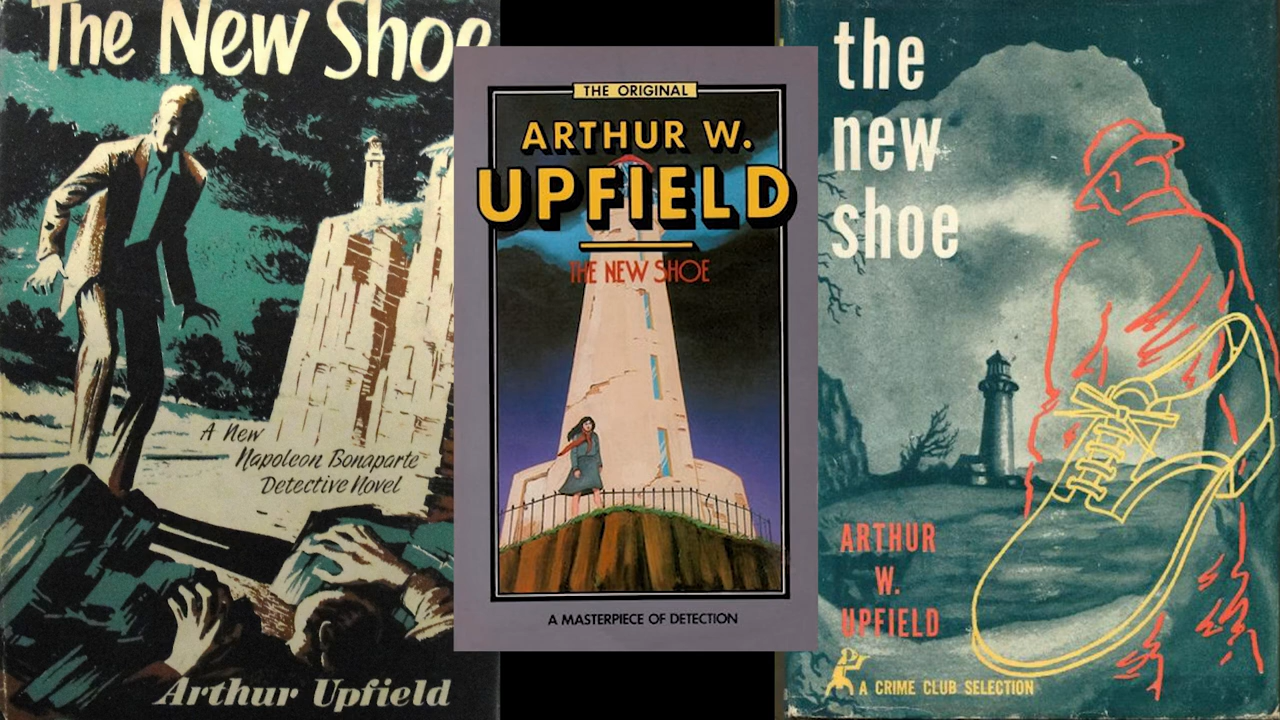 The New Shoe
A New
Napoleon Bonaparte
Detective Novel
Arthur Upfield
THE ORIGINAL
ARTHUR W.
UPFIELD
THE NEW SHOE
A MASTERPIECE OF DETECTION
the
new
shoe
ARTHUR
W.
UPFIELD
A CRIME CLUB SELECTION